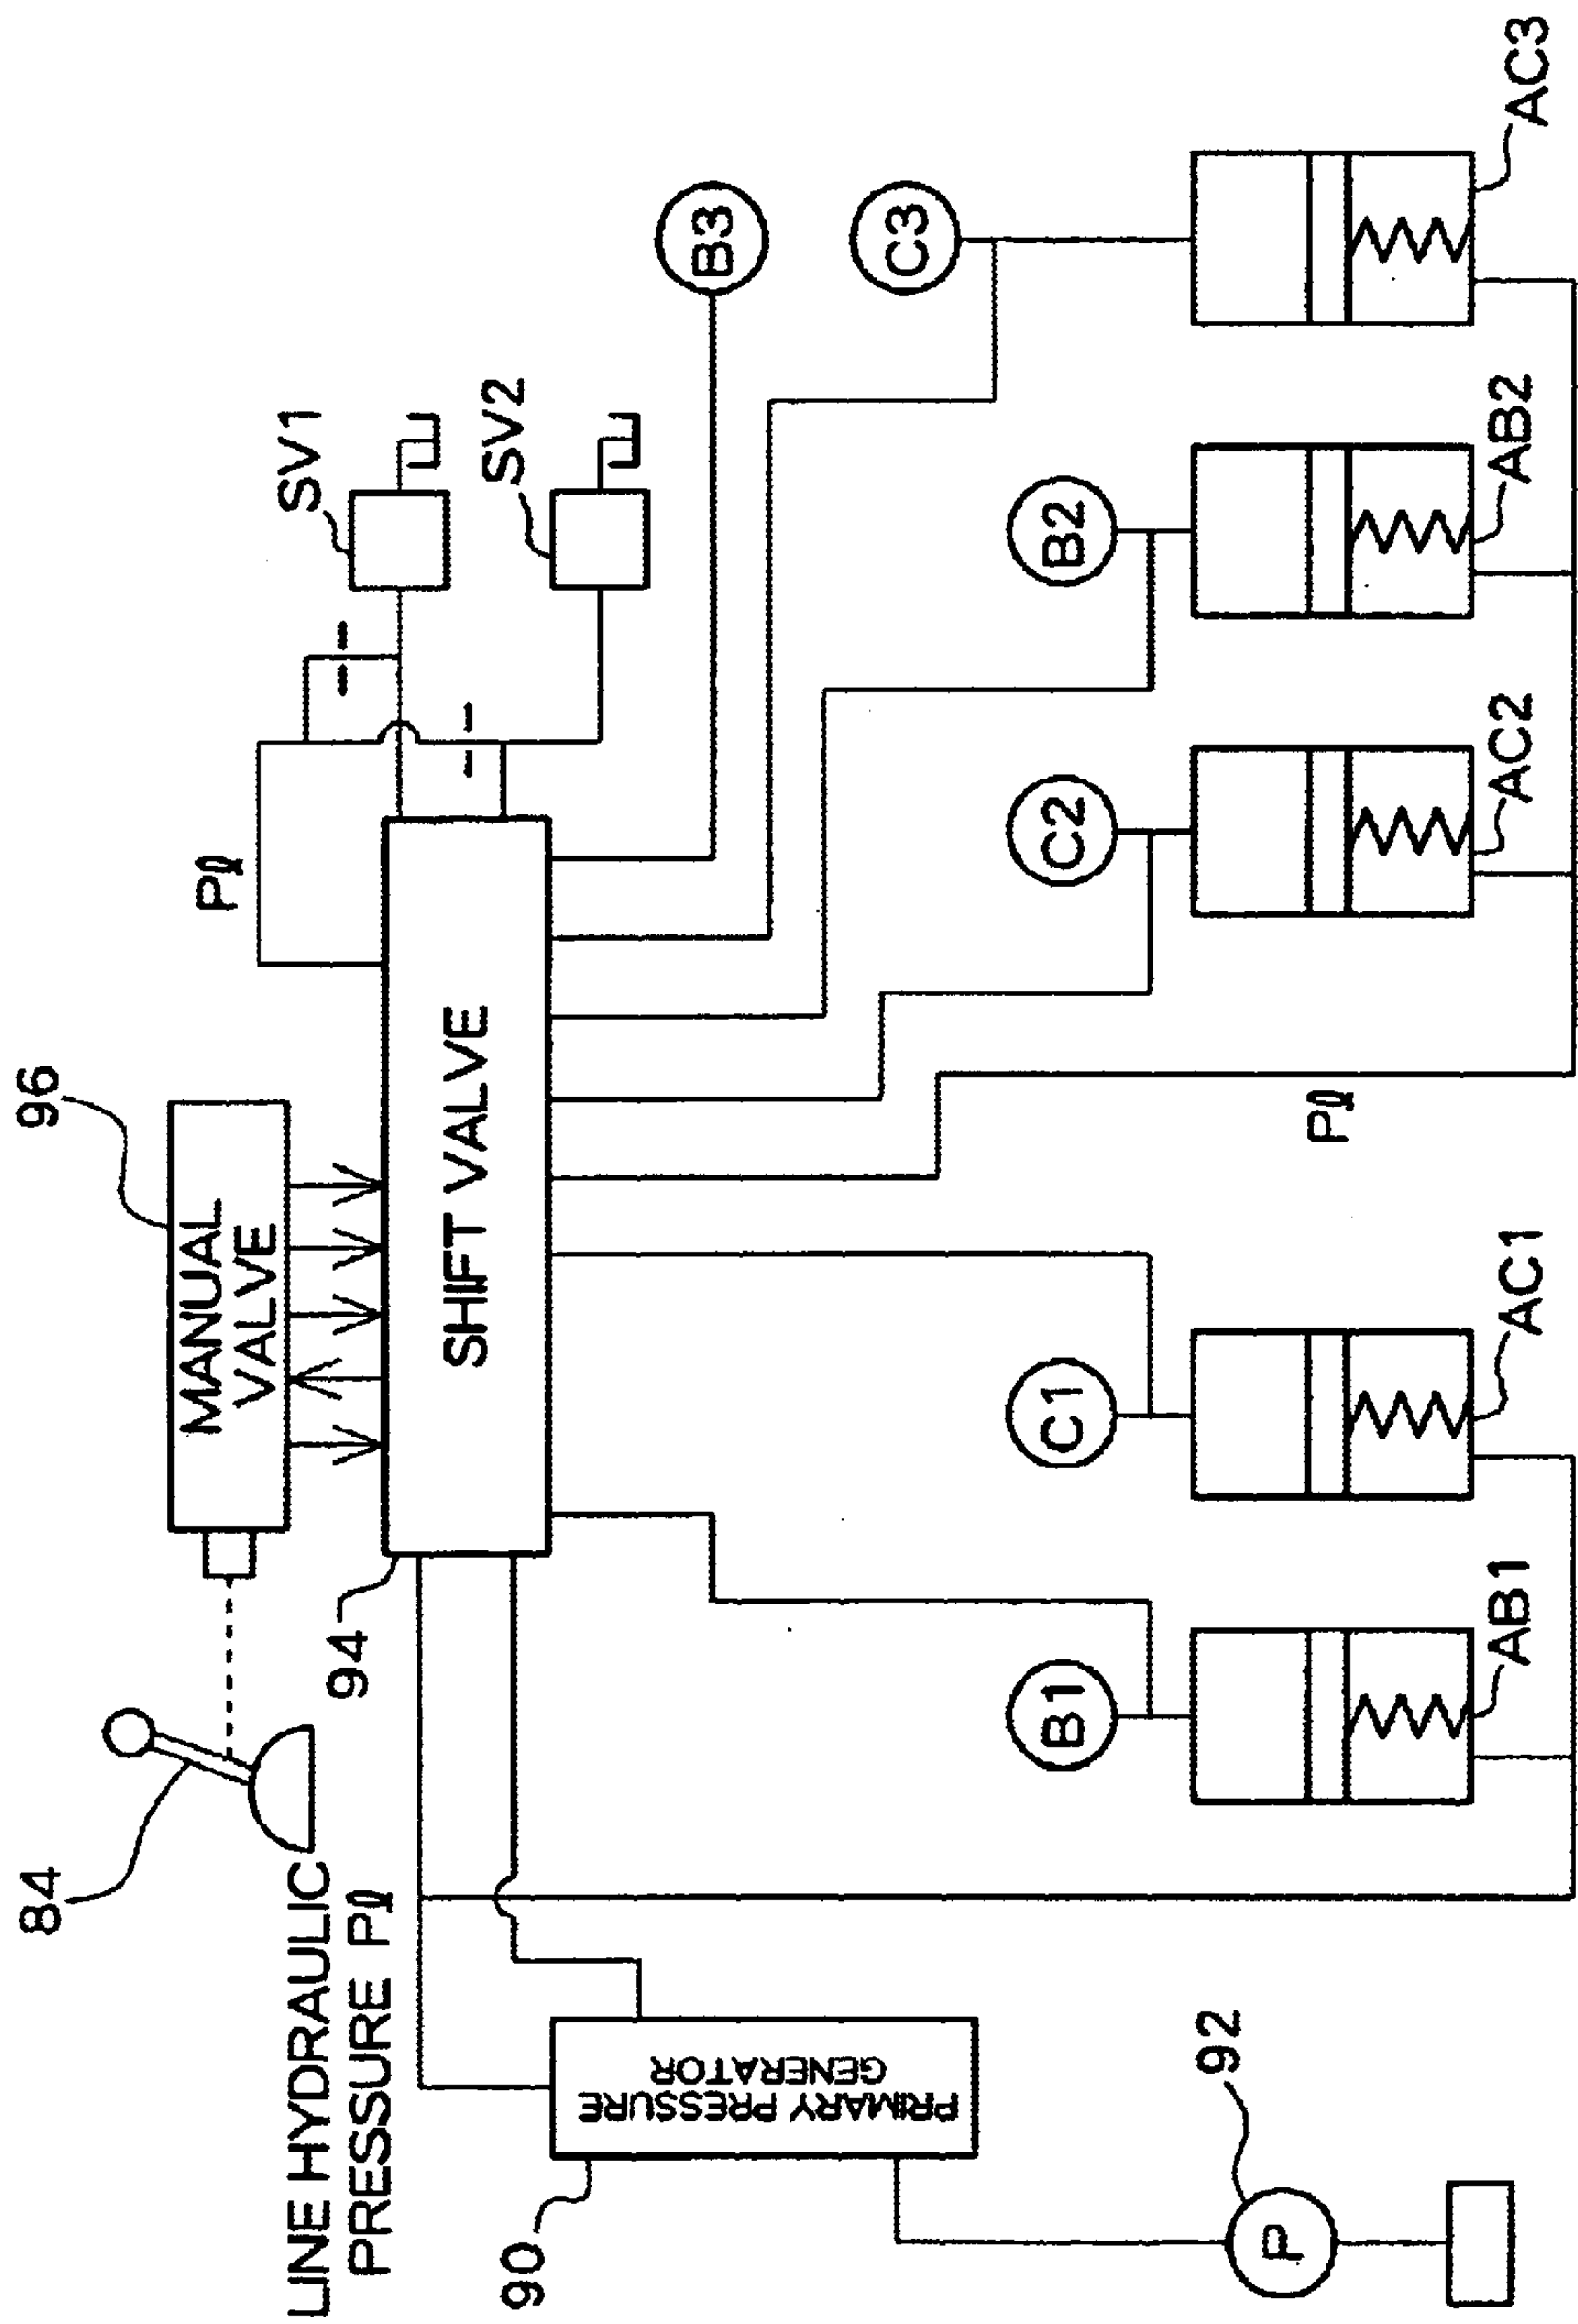 84
96
MANUAL
VALVE
LINE HYDRAULIC
PRESSURE Pℓ
94
SHIFT VALVE
Pℓ
SV1
SV2
90
PRIMARY PRESSURE
GENERATOR
92
P
B3
C3
B1
C1
C2
B2
Pℓ
AB1
AC1
AC2
AB2
AC3